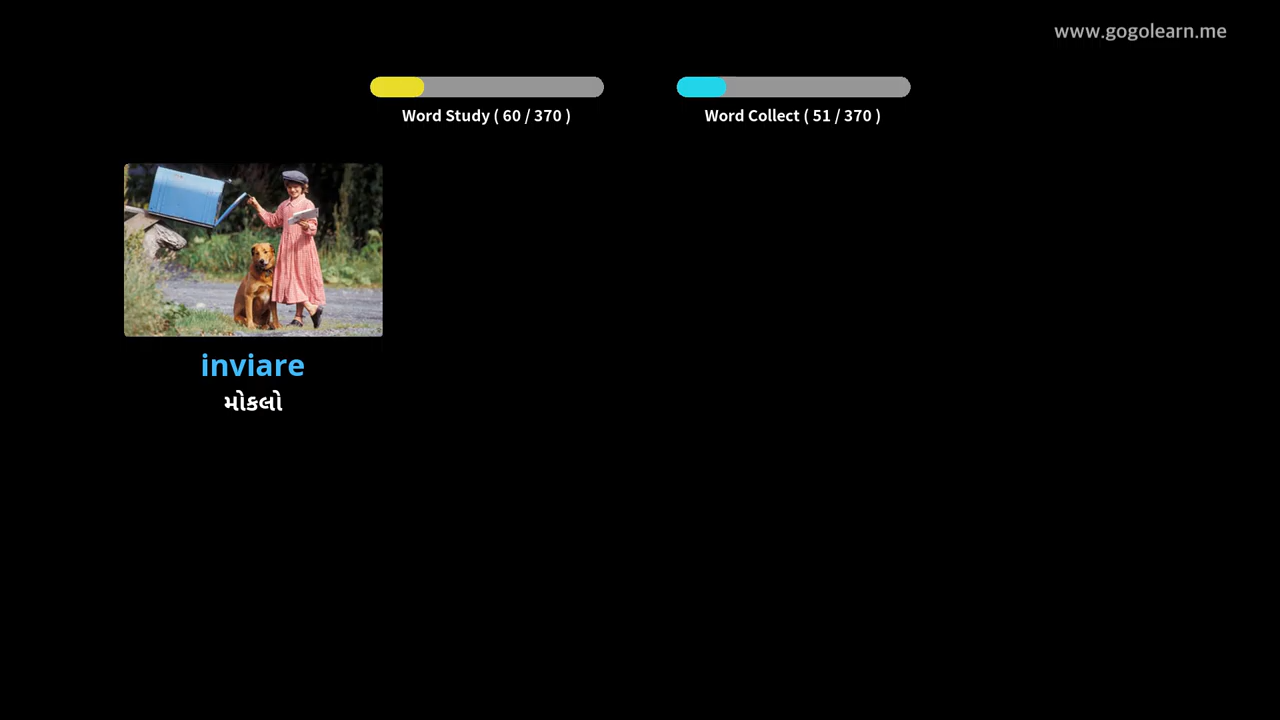 www.gogolearn.me
Word Study ( 60 / 370 )
Word Collect ( 51 / 370 )
inviare
મોકલો